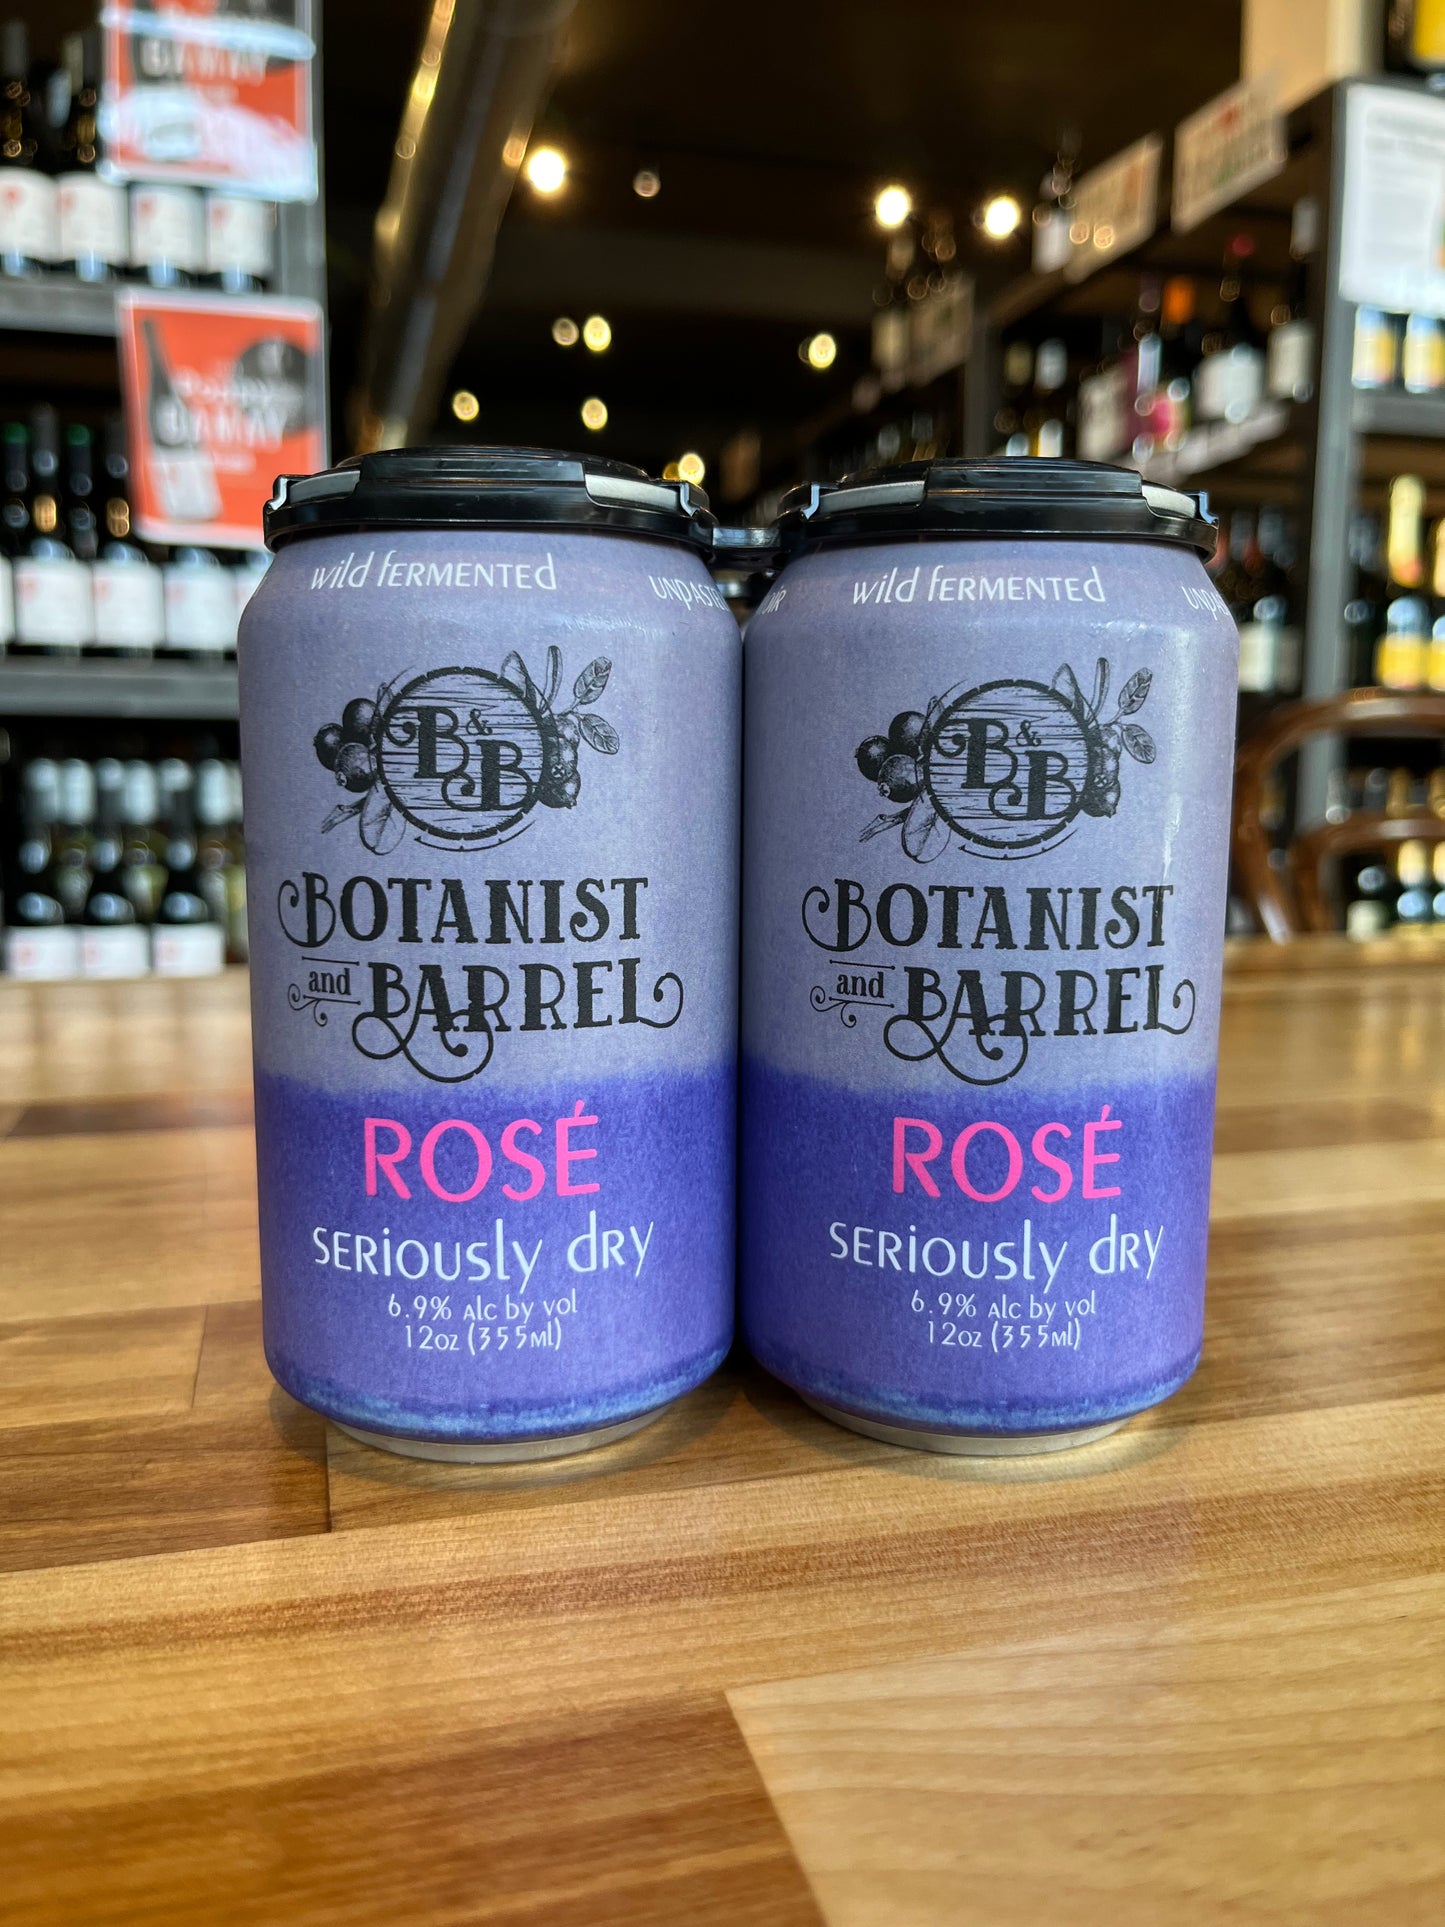 wild fermented
B&B
BOTANIST
and BARREL
ROSÉ
seriously dry
6.9% Alc by vol
12oz (355ml)
wild fermented
B&B
BOTANIST
and BARREL
ROSÉ
seriously dry
6.9% Alc by vol
12oz (355ml)